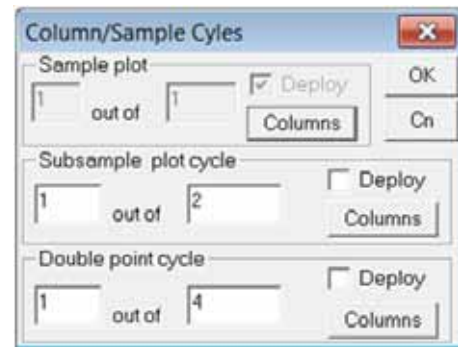 Column/Sample Cyles
Sample plot
1 out of 1
Deploy
Columns
OK
Cn
Subsample plot cycle
1 out of 2
Deploy
Columns
Double point cycle
1 out of 4
Deploy
Columns